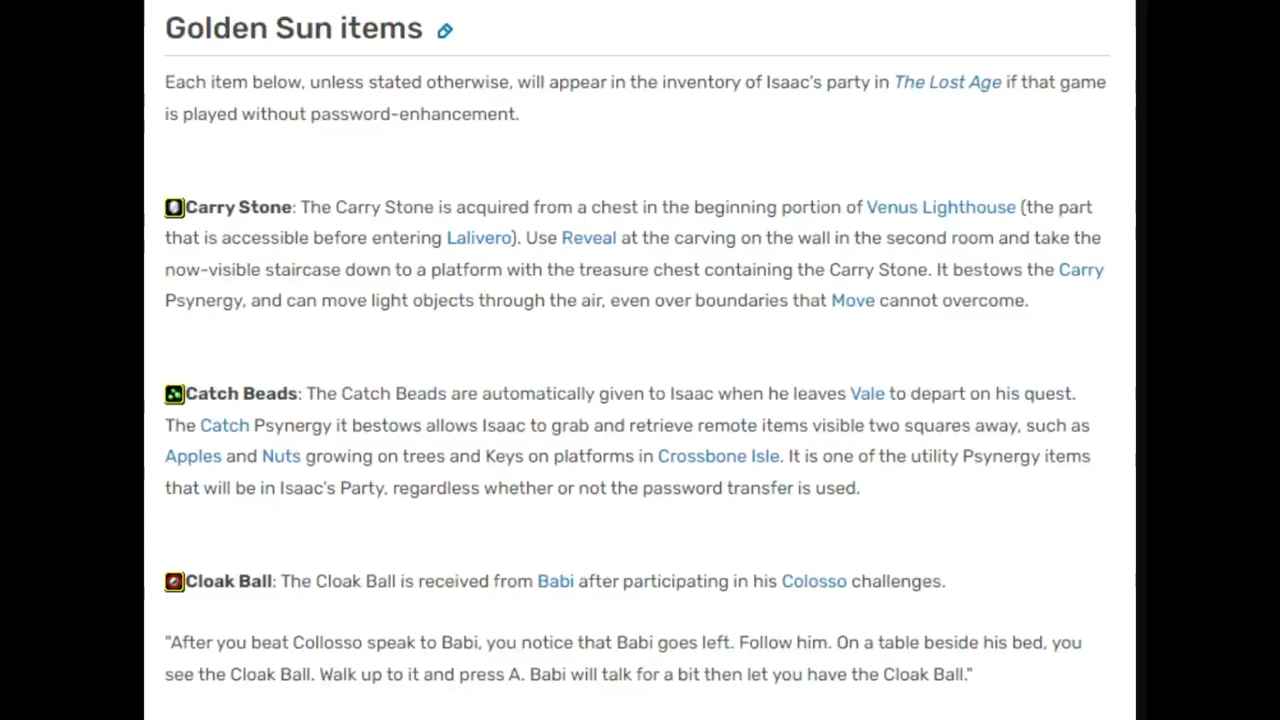 Golden Sun items
Each item below, unless stated otherwise, will appear in the inventory of Isaac's party in The Lost Age if that game
is played without password-enhancement.
Carry Stone: The Carry Stone is acquired from a chest in the beginning portion of Venus Lighthouse (the part
that is accessible before entering Lalivero). Use Reveal at the carving on the wall in the second room and take the
now-visible staircase down to a platform with the treasure chest containing the Carry Stone. It bestows the Carry
Psynergy, and can move light objects through the air, even over boundaries that Move cannot overcome.
Catch Beads: The Catch Beads are automatically given to Isaac when he leaves Vale to depart on his quest.
The Catch Psynergy it bestows allows Isaac to grab and retrieve remote items visible two squares away, such as
Apples and Nuts growing on trees and Keys on platforms in Crossbone Isle. It is one of the utility Psynergy items
that will be in Isaac's Party, regardless whether or not the password transfer is used.
Cloak Ball: The Cloak Ball is received from Babi after participating in his Colosso challenges.
"After you beat Collosso speak to Babi, you notice that Babi goes left. Follow him. On a table beside his bed, you
see the Cloak Ball. Walk up to it and press A. Babi will talk for a bit then let you have the Cloak Ball."